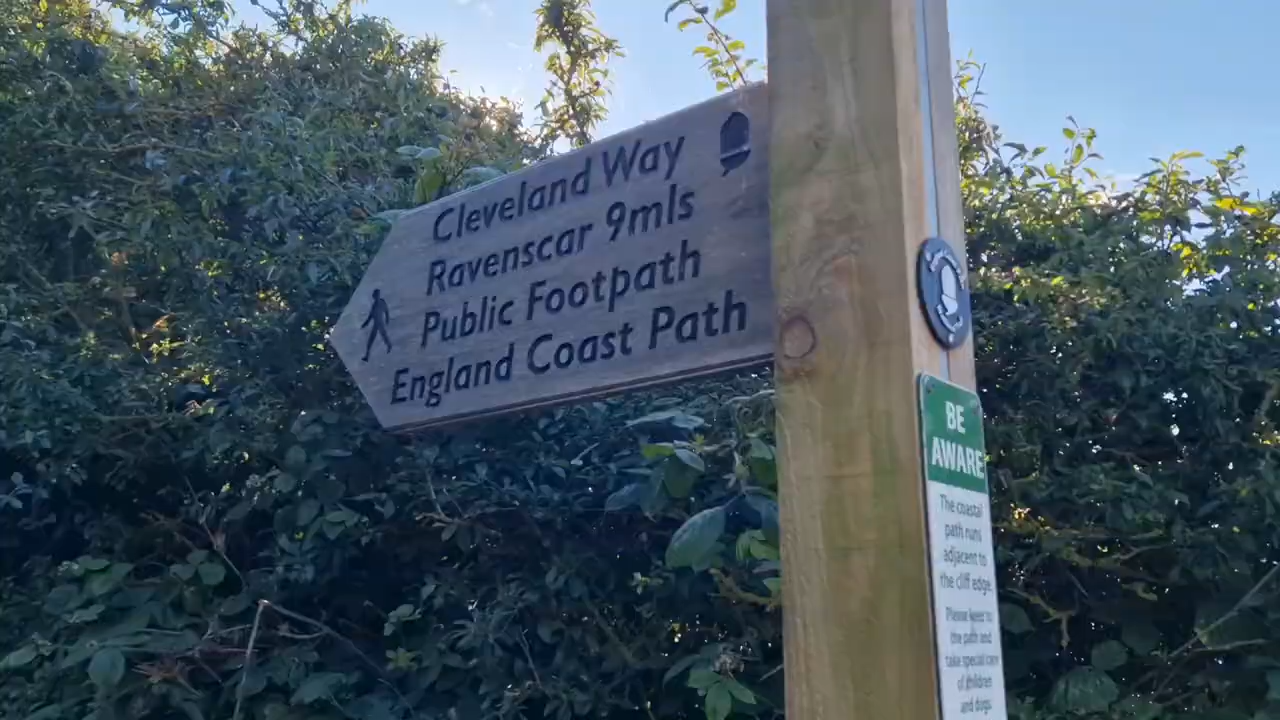 Cleveland Way
Ravenscar 9mls
Public Footpath
England Coast Path
BE
AWARE
The coastal
path runs
adjacent to
the cliff edge.
Please keep to
the path and
take special care
of children
and dogs